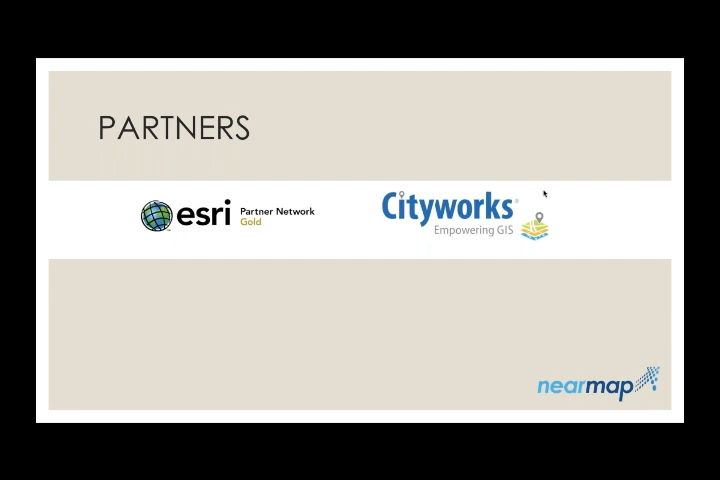 PARTNERS
esri Partner Network
Gold
Cityworks®
Empowering GIS
nearmap